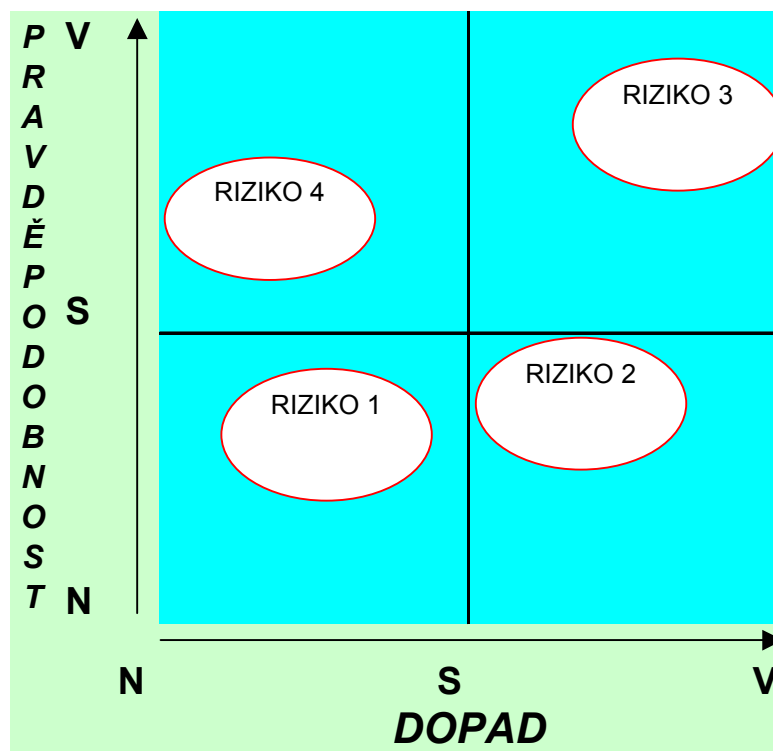 PRAVDĚPODOBNOST
V
S
N
RIZIKO 3
RIZIKO 4
RIZIKO 2
RIZIKO 1
N S V
DOPAD